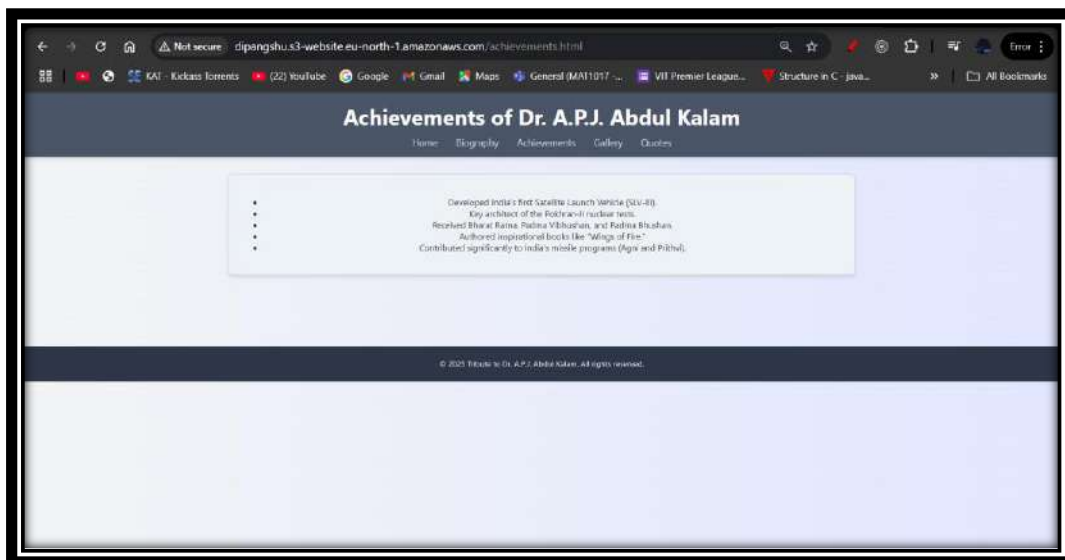 Not secure dipangshu.s3-website.eu-north-1.amazonaws.com/achievements.html Error
KAT - Kickass Torrents (22) YouTube Google Gmail Maps General (MAT1017 -... VIT Premier League... Structure in C - java... » All Bookmarks
Achievements of Dr. A.P.J. Abdul Kalam
Home Biography Achievements Gallery Quotes
• Developed India's first Satellite Launch Vehicle (SLV-III).
• Key architect of the Pokhran-II nuclear tests.
• Received Bharat Ratna, Padma Vibhushan, and Padma Bhushan.
• Authored inspirational books like "Wings of Fire."
• Contributed significantly to India's missile programs (Agni and Prithvi).
© 2025 Tribute to Dr. A.P.J. Abdul Kalam. All rights reserved.